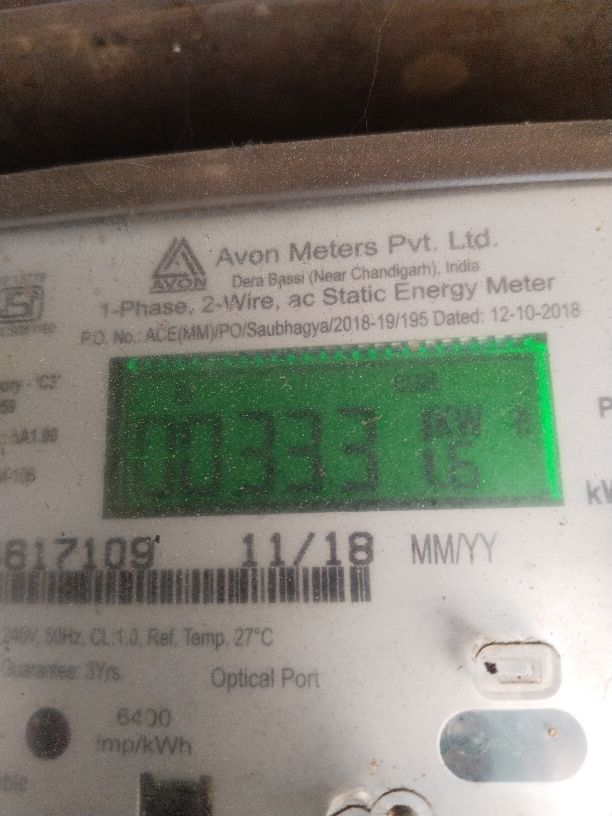 AVON
Avon Meters Pvt. Ltd.
Dera Bassi (Near Chandigarh), India
1-Phase, 2-Wire, ac Static Energy Meter
P.O. No.: ACE(MM)/PO/Saubhagya/2018-19/195 Dated: 12-10-2018
00333 kW h
617109 11/18 MM/YY
240V, 50Hz, CL:1.0, Ref. Temp. 27°C
Guarantee: 3Yrs.
Optical Port
6400
imp/kWh